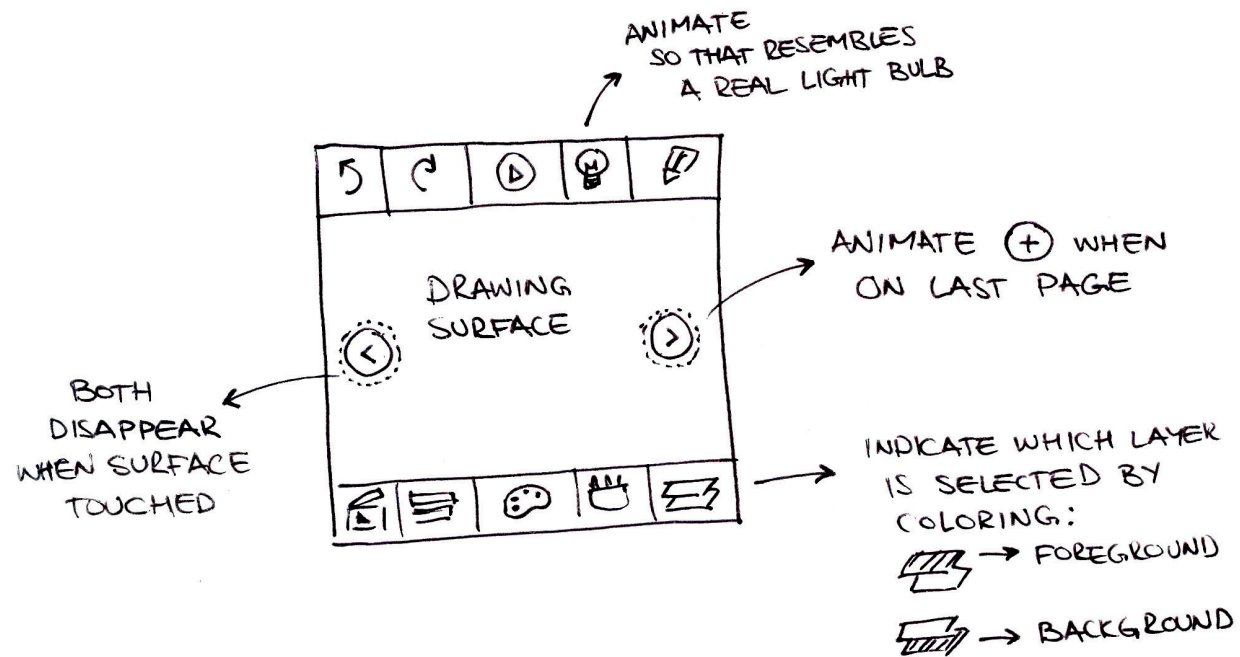 ANIMATE
SO THAT RESEMBLES
A REAL LIGHT BULB
DRAWING
SURFACE
ANIMATE + WHEN
ON LAST PAGE
BOTH
DISAPPEAR
WHEN SURFACE
TOUCHED
INDICATE WHICH LAYER
IS SELECTED BY
COLORING:
→ FOREGROUND
→ BACKGROUND